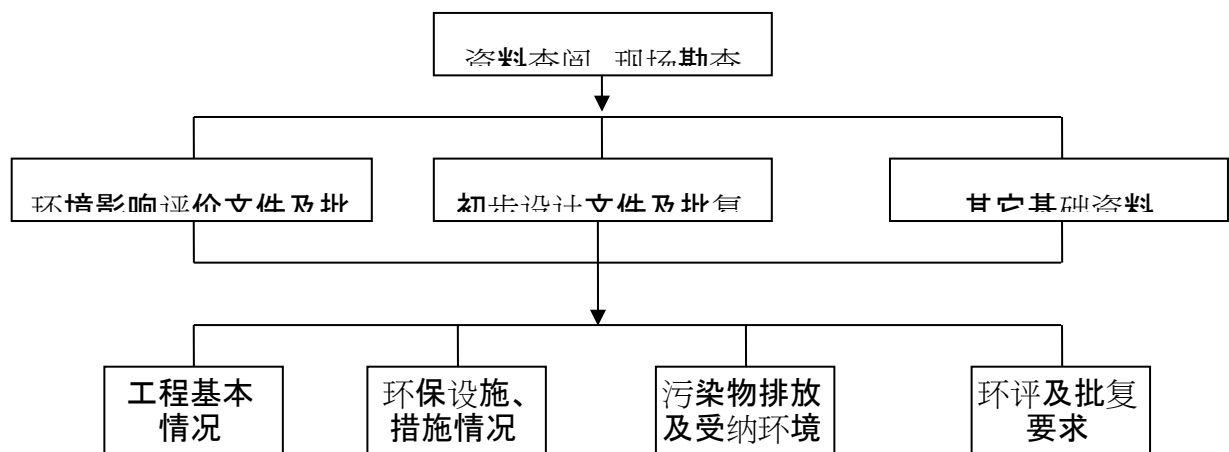 资料查阅 现场勘查
环境影响评价文件及批
初步设计文件及批复
其它基础资料
工程基本
情况
环保设施、
措施情况
污染物排放
及受纳环境
环评及批复
要求